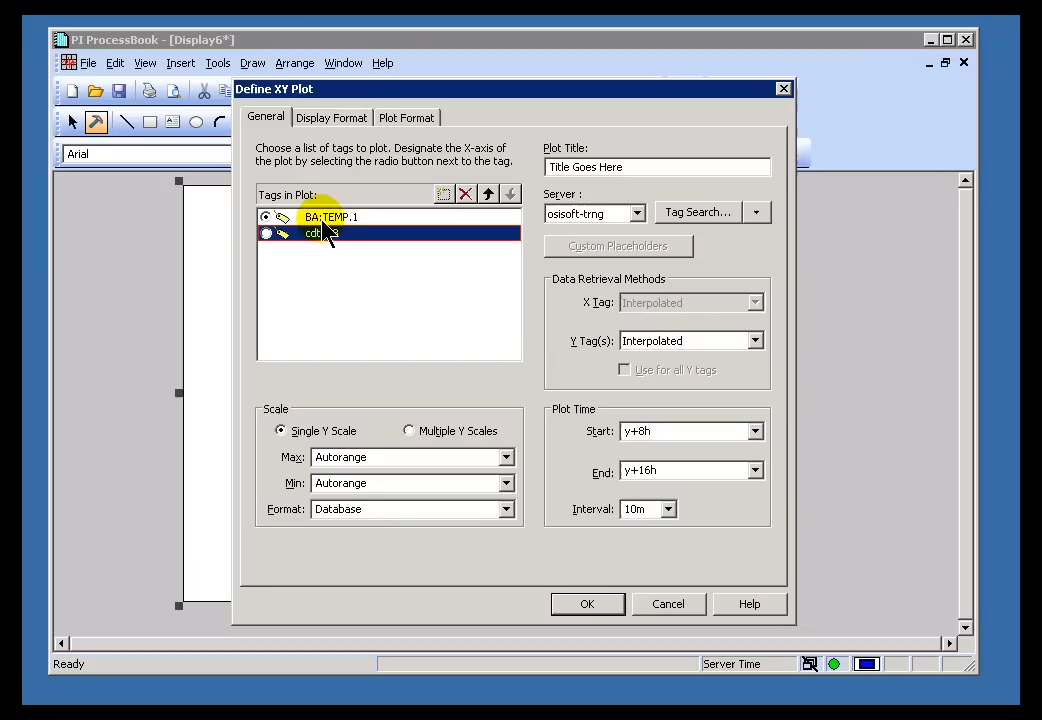 PI ProcessBook - [Display6*]
File Edit View Insert Tools Draw Arrange Window Help
Arial
Define XY Plot
General Display Format Plot Format
Choose a list of tags to plot. Designate the X-axis of
the plot by selecting the radio button next to the tag.
Tags in Plot:
BA:TEMP.1
Plot Title:
Title Goes Here
Server :
osisoft-trng Tag Search...
Custom Placeholders
Data Retrieval Methods
X Tag: Interpolated
Y Tag(s): Interpolated
Use for all Y tags
Scale
Single Y Scale Multiple Y Scales
Max: Autorange
Min: Autorange
Format: Database
Plot Time
Start: y+8h
End: y+16h
Interval: 10m
OK Cancel Help
Ready Server Time